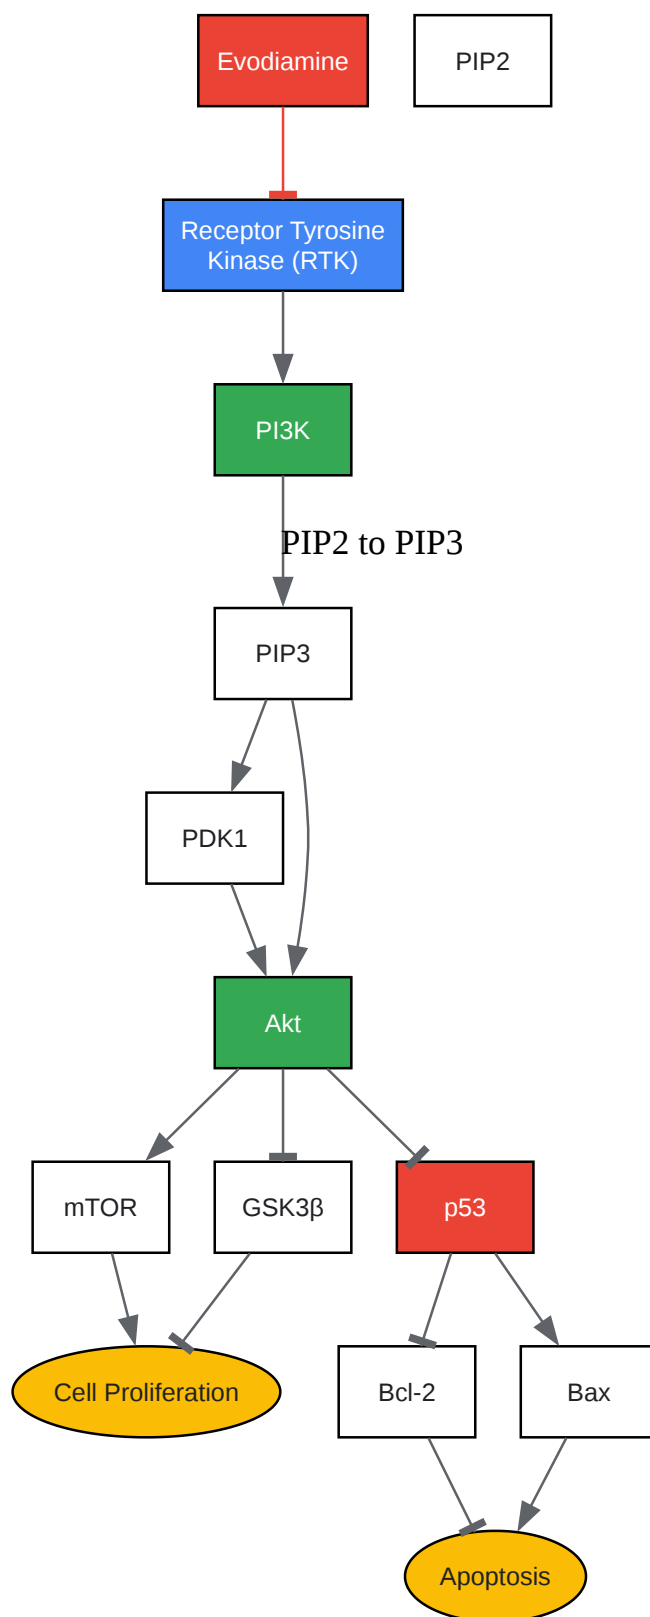 Evodiamine
PIP2
Receptor Tyrosine
Kinase (RTK)
PI3K
PIP2 to PIP3
PIP3
PDK1
Akt
mTOR
GSK3β
p53
Cell Proliferation
Bcl-2
Bax
Apoptosis